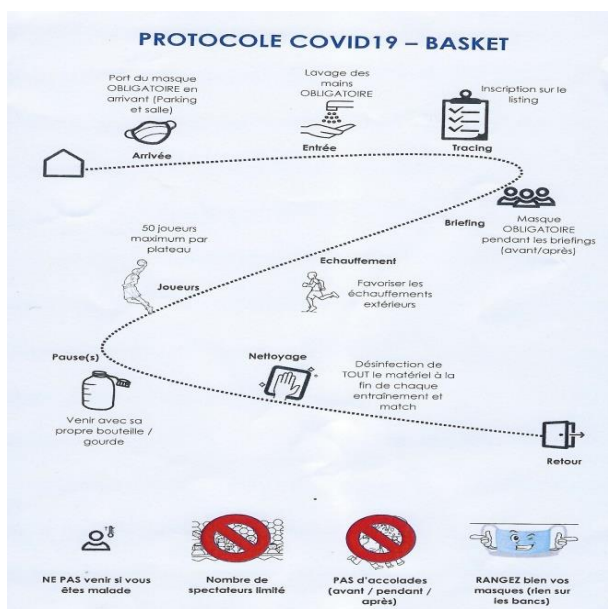 PROTOCOLE COVID19 – BASKET
Port du masque
OBLIGATOIRE en
arrivant (Parking
et salle)
Arrivée
Lavage des
mains
OBLIGATOIRE
Entrée
Inscription sur le
listing
Tracing
Briefing
Masque
OBLIGATOIRE
pendant les briefings
(avant/après)
Echauffement
Favoriser les
échauffements
extérieurs
50 joueurs
maximum par
plateau
Joueurs
Pause(s)
Venir avec sa
propre bouteille /
gourde
Nettoyage
Désinfection de
TOUT le matériel à la
fin de chaque
entraînement et
match
Retour
NE PAS venir si vous
êtes malade
Nombre de
spectateurs limité
PAS d'accolades
(avant / pendant /
après)
RANGEZ bien vos
masques (rien sur
les bancs)